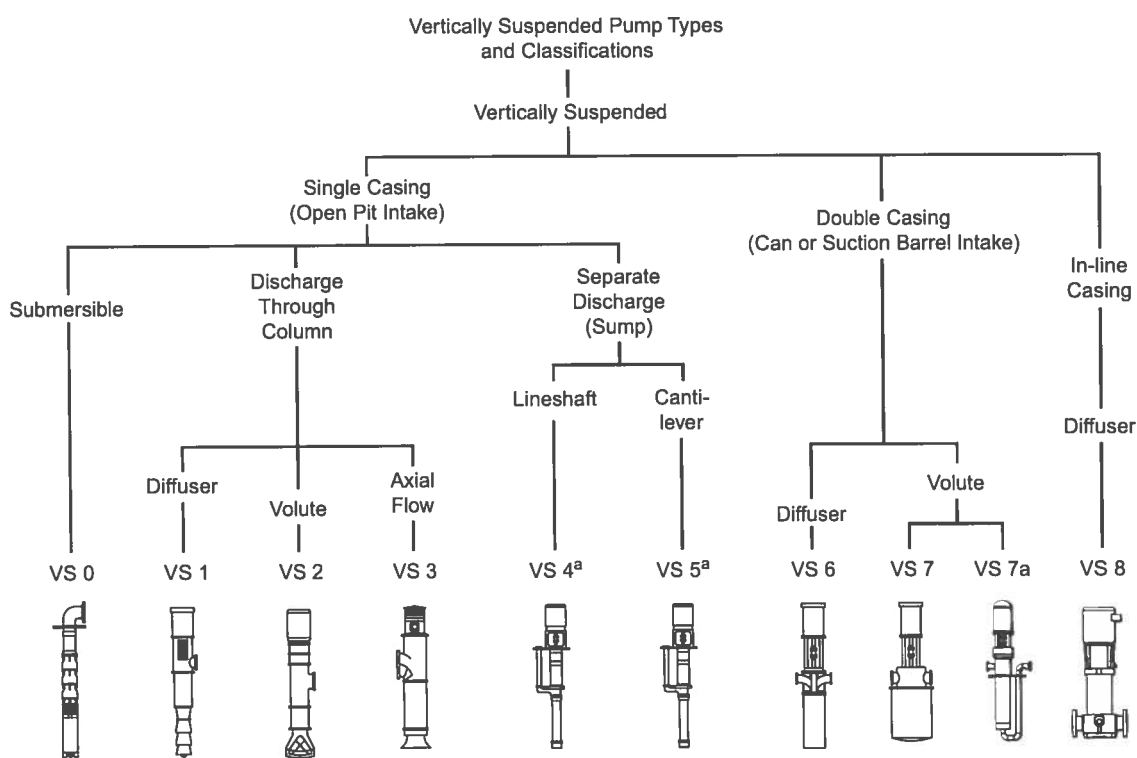 Vertically Suspended Pump Types
and Classifications
Vertically Suspended
Single Casing
(Open Pit Intake)
Double Casing
(Can or Suction Barrel Intake)
In-line
Casing
Submersible
Discharge
Through
Column
Separate
Discharge
(Sump)
Lineshaft
Canti-
lever
Diffuser
Diffuser
Volute
Axial
Flow
Diffuser
Volute
VS 0
VS 1
VS 2
VS 3
VS 4ª
VS 5ª
VS 6
VS 7
VS 7a
VS 8